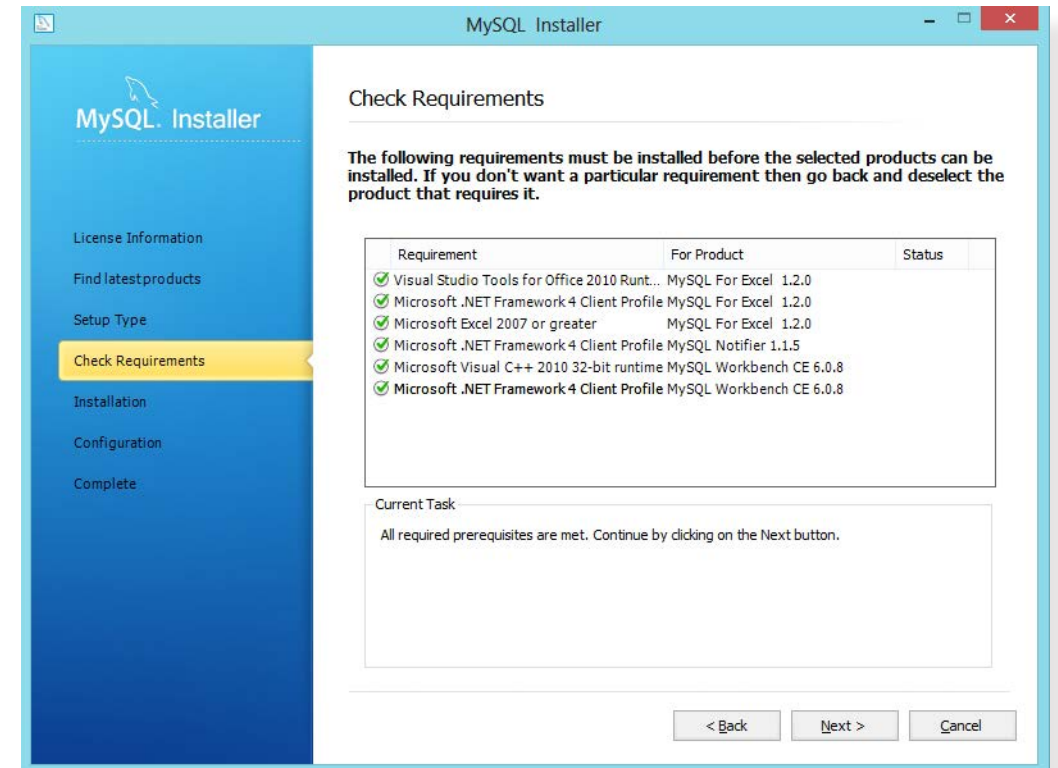 MySQL Installer
MySQL. Installer
License Information
Find latest products
Setup Type
Check Requirements
Installation
Configuration
Complete
Check Requirements
The following requirements must be installed before the selected products can be
installed. If you don't want a particular requirement then go back and deselect the
product that requires it.
Requirement For Product Status
Visual Studio Tools for Office 2010 Runt... MySQL For Excel 1.2.0
Microsoft .NET Framework 4 Client Profile MySQL For Excel 1.2.0
Microsoft Excel 2007 or greater MySQL For Excel 1.2.0
Microsoft .NET Framework 4 Client Profile MySQL Notifier 1.1.5
Microsoft Visual C++ 2010 32-bit runtime MySQL Workbench CE 6.0.8
Microsoft .NET Framework 4 Client Profile MySQL Workbench CE 6.0.8
Current Task
All required prerequisites are met. Continue by clicking on the Next button.
< Back Next > Cancel